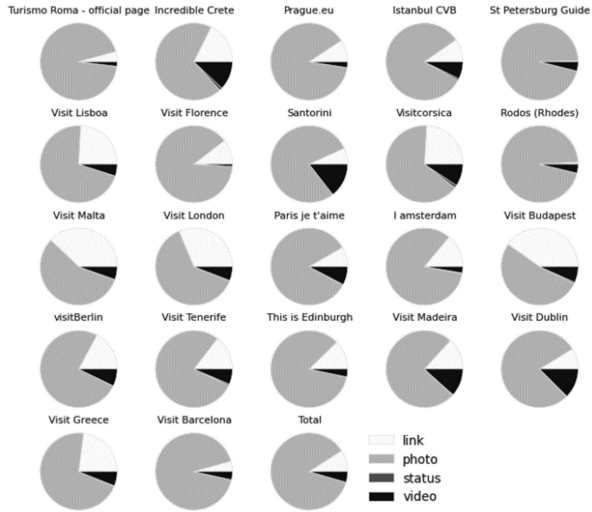 Turismo Roma - official page Incredible Crete Prague.eu Istanbul CVB St Petersburg Guide
Visit Lisboa Visit Florence Santorini Visitcorsica Rodos (Rhodes)
Visit Malta Visit London Paris je t'aime I amsterdam Visit Budapest
visitBerlin Visit Tenerife This is Edinburgh Visit Madeira Visit Dublin
Visit Greece Visit Barcelona Total
link
photo
status
video